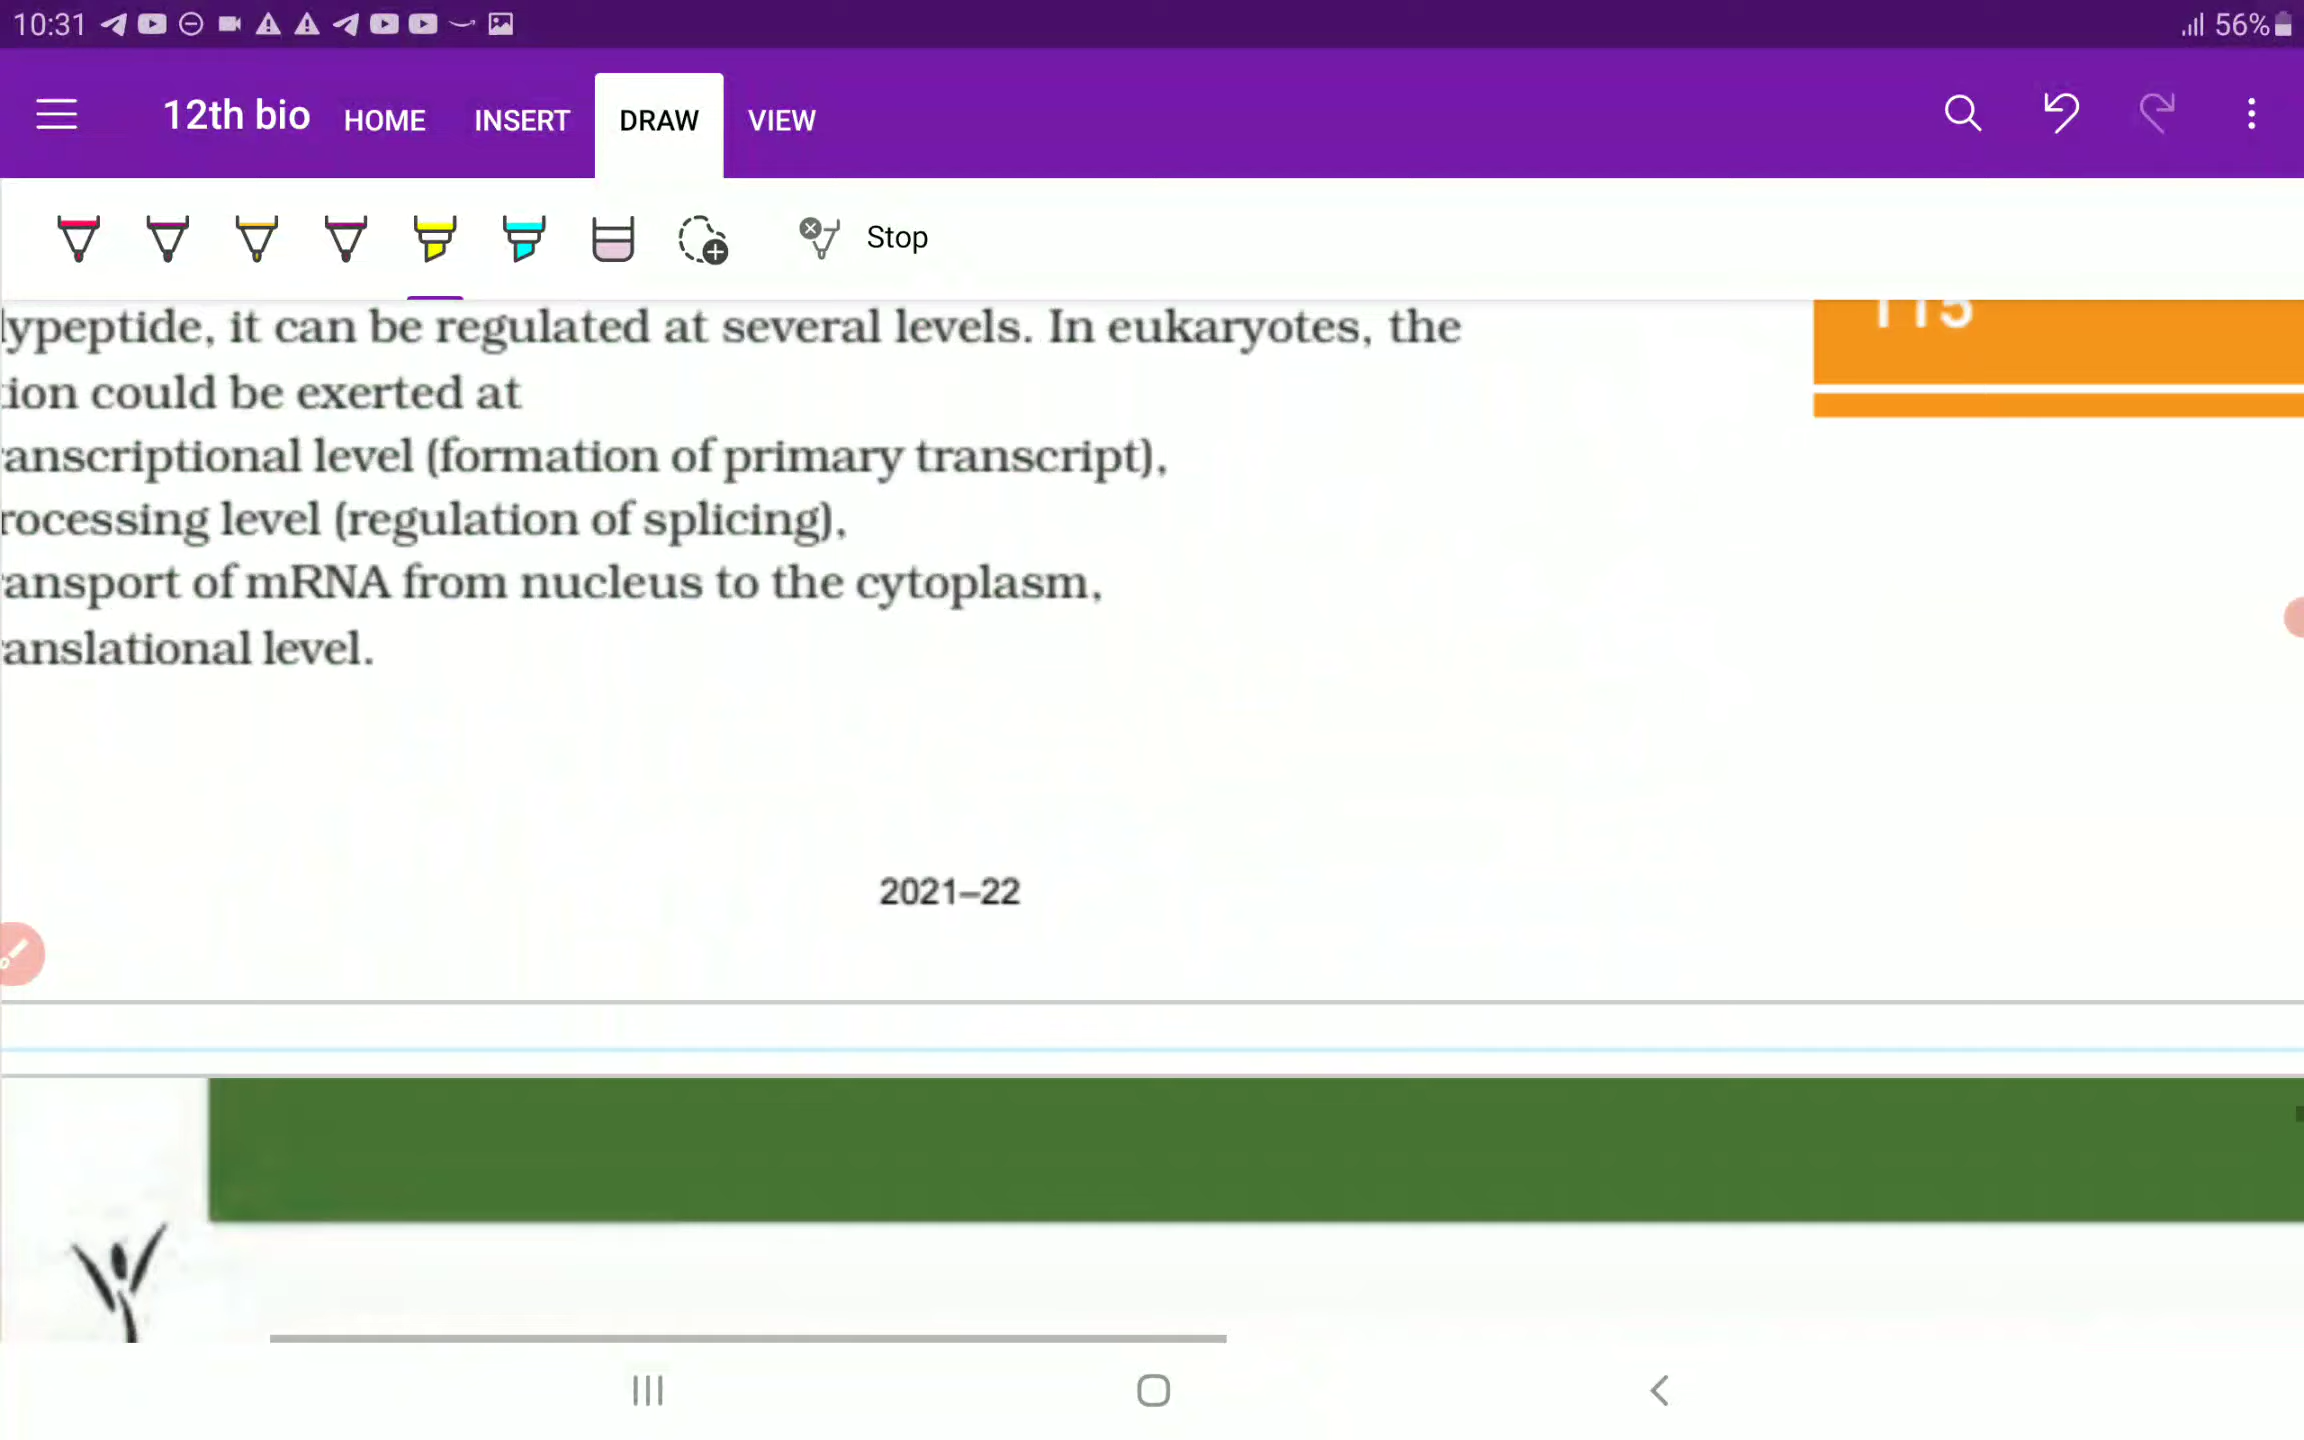 10:31
56%
12th bio HOME INSERT DRAW VIEW
Stop
115
lypeptide, it can be regulated at several levels. In eukaryotes, the
ion could be exerted at
anscriptional level (formation of primary transcript),
rocessing level (regulation of splicing),
ansport of mRNA from nucleus to the cytoplasm,
anslational level.
2021–22